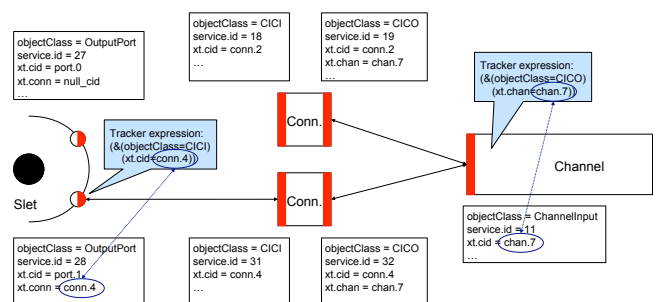 objectClass = OutputPort
service.id = 27
xt.cid = port.0
xt.conn = null_cid
...
objectClass = CICI
service.id = 18
xt.cid = conn.2
...
objectClass = CICO
service.id = 19
xt.cid = conn.2
xt.chan = chan.7
...
Tracker expression:
(&(objectClass=CICO)
(xt.chan=chan.7))
Tracker expression:
(&(objectClass=CICI)
(xt.cid=conn.4))
Conn.
Conn.
Channel
Slet
objectClass = ChannelInput
service.id = 11
xt.cid = chan.7
...
objectClass = OutputPort
service.id = 28
xt.cid = port.1
xt.conn = conn.4
objectClass = CICI
service.id = 31
xt.cid = conn.4
...
objectClass = CICO
service.id = 32
xt.cid = conn.4
xt.chan = chan.7